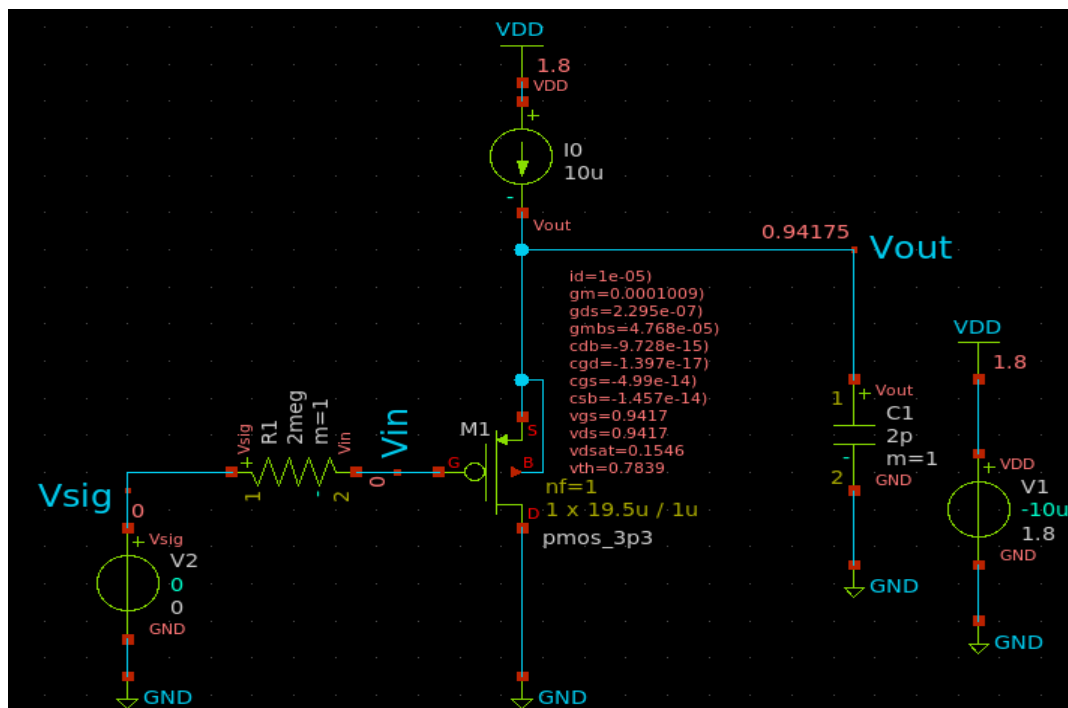 VDD
1.8
VDD
+
I0
10u
-
Vout
0.94175
Vout
id=1e-05)
gm=0.0001009)
gds=2.295e-07)
gmbs=4.768e-05)
cdb=-9.728e-15)
cgd=-1.397e-17)
cgs=-4.99e-14)
csb=-1.457e-14)
vgs=0.9417
vds=0.9417
vdsat=0.1546
vth=0.7839
VDD
1.8
1
+
Vout
C1
2p
m=1
-
2
GND
GND
+
VDD
V1
-10u
1.8
GND
GND
Vsig
+
1
R1
2meg
m=1
Vin
-
2
Vin
0
M1
G
S
B
D
nf=1
1 x 19.5u / 1u
pmos_3p3
GND
Vsig
0
+
Vsig
V2
0
0
GND
GND